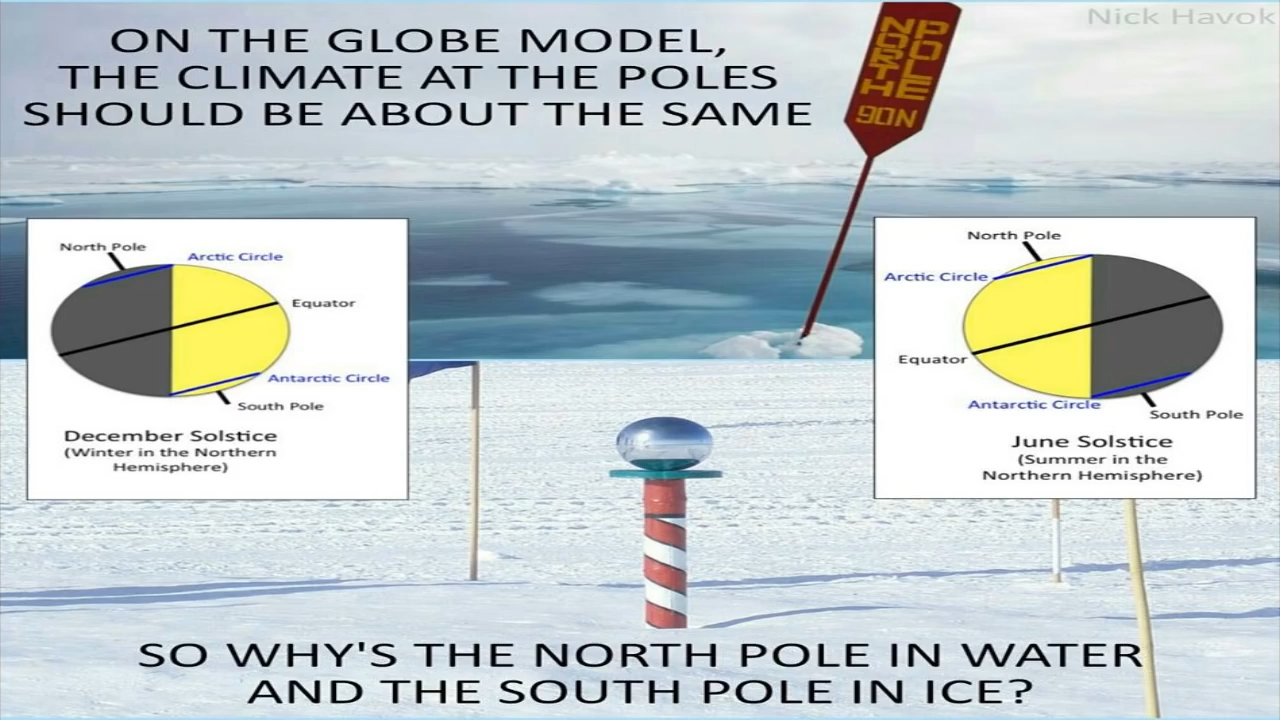 Nick Havok
ON THE GLOBE MODEL,
THE CLIMATE AT THE POLES
SHOULD BE ABOUT THE SAME
NORTH POLE
90N
North Pole
Arctic Circle
Equator
Antarctic Circle
South Pole
December Solstice
(Winter in the Northern
Hemisphere)
North Pole
Arctic Circle
Equator
Antarctic Circle
South Pole
June Solstice
(Summer in the
Northern Hemisphere)
SO WHY'S THE NORTH POLE IN WATER
AND THE SOUTH POLE IN ICE?